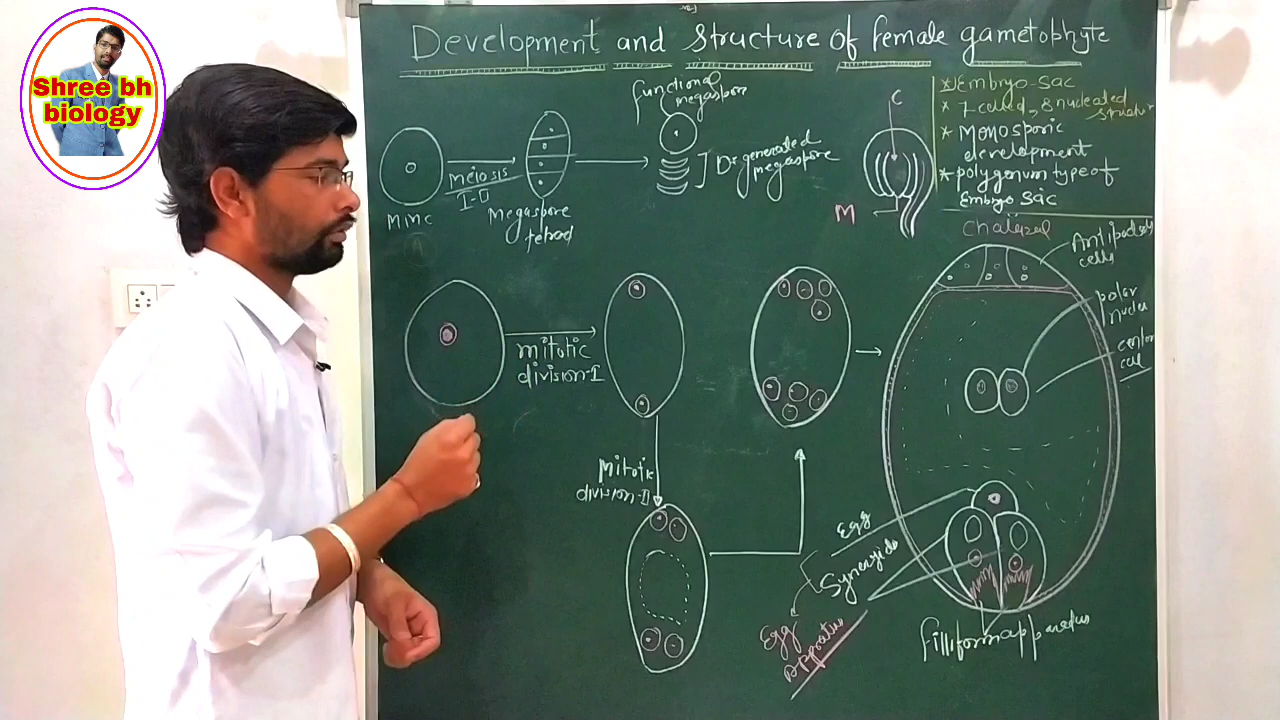 Shree bh
biology
Development and structure of female gametophyte
Functional
megaspore
C
M
MMC
meiosis
I-II
Megaspore
tetrad
Degenerated
megaspore
* Embryo-sac
* 7-celled, 8 nucleated
structure
* Monosporic
development
* polygonum type of
Embryo sac
Chalazal
Antipodals
cells
polar
nuclei
central
cell
mitotic
division-I
Mitotic
division-II
Egg
Synergids
Egg
Apparatus
Filliform apparatus